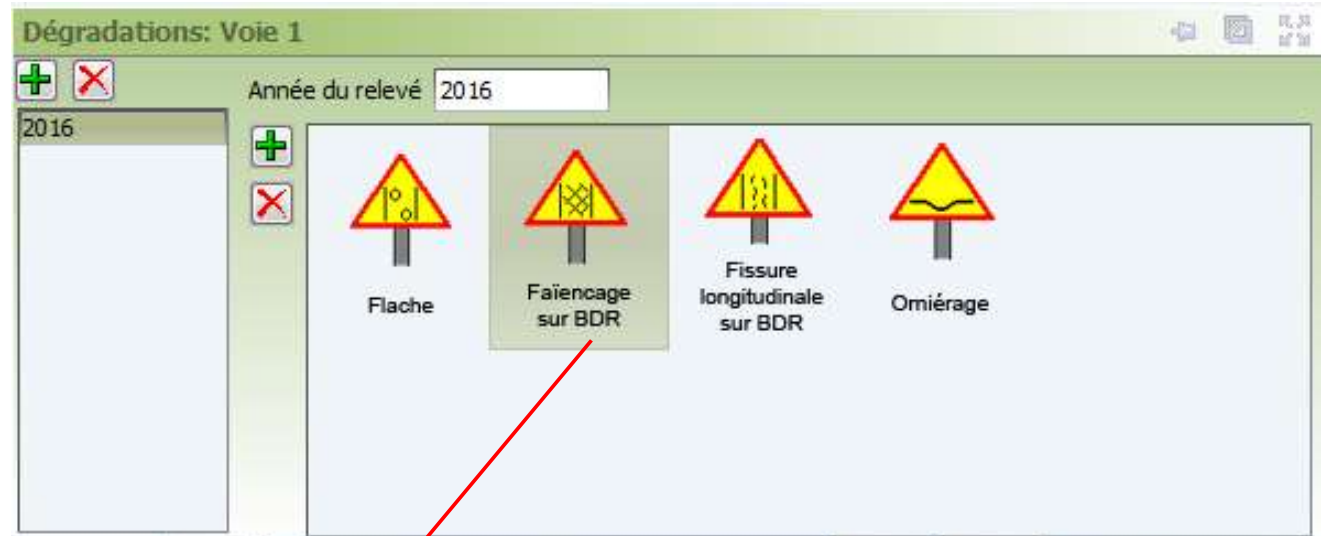 Dégradations: Voie 1
Année du relevé 2016
2016
Flache
Faïencage
sur BDR
Fissure
longitudinale
sur BDR
Orniérage